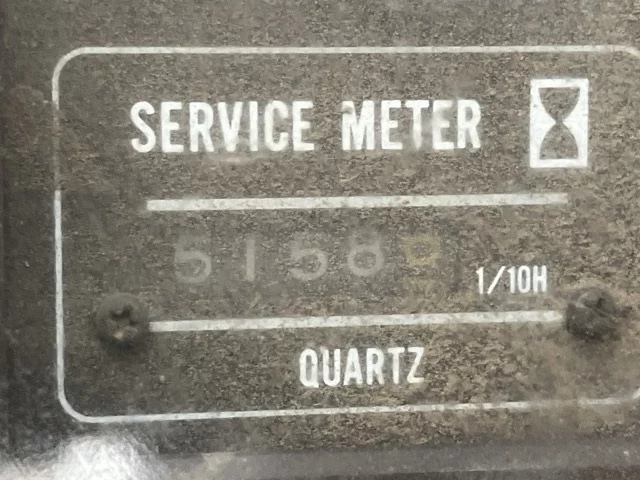 SERVICE METER
5158
1/10H
QUARTZ